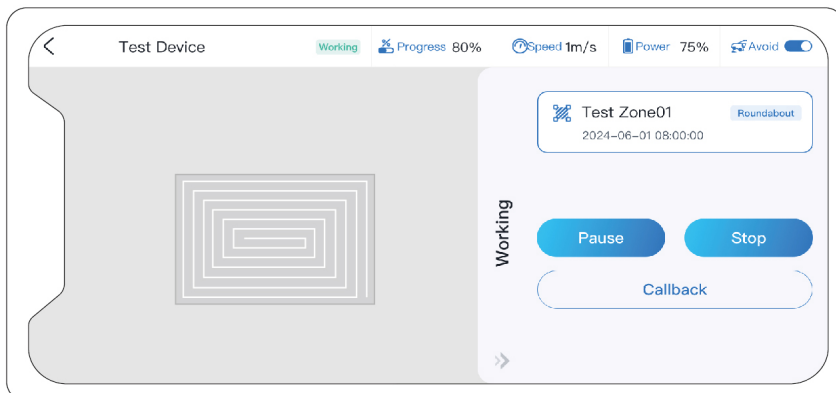 Test Device Working Progress 80% Speed 1m/s Power 75% Avoid
Test Zone01 Roundabout
2024-06-01 08:00:00
Working
Pause Stop
Callback